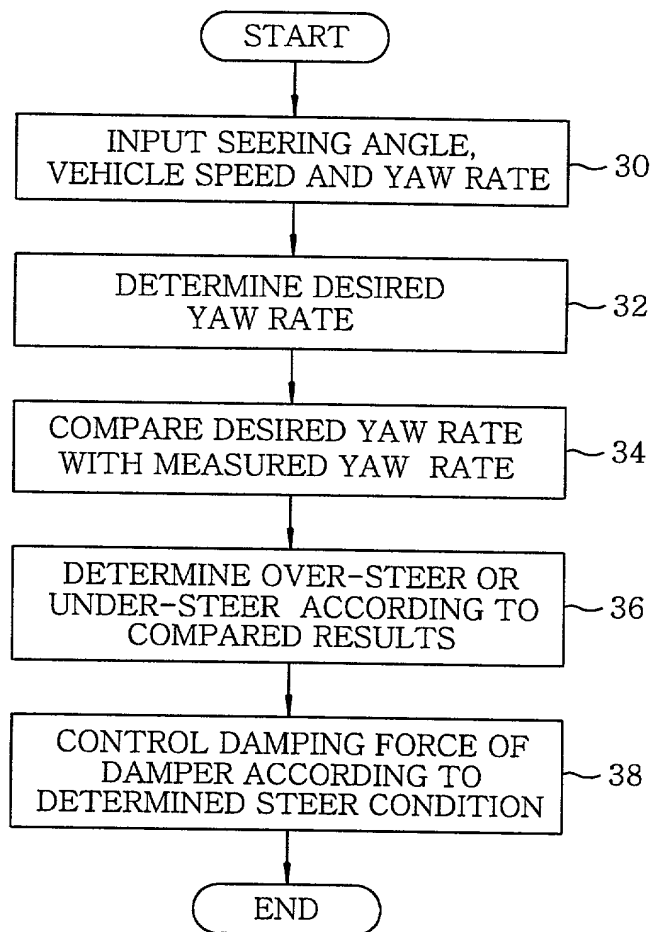 START
INPUT SEERING ANGLE,
VEHICLE SPEED AND YAW RATE
30
DETERMINE DESIRED
YAW RATE
32
COMPARE DESIRED YAW RATE
WITH MEASURED YAW RATE
34
DETERMINE OVER-STEER OR
UNDER-STEER ACCORDING TO
COMPARED RESULTS
36
CONTROL DAMPING FORCE OF
DAMPER ACCORDING TO
DETERMINED STEER CONDITION
38
END